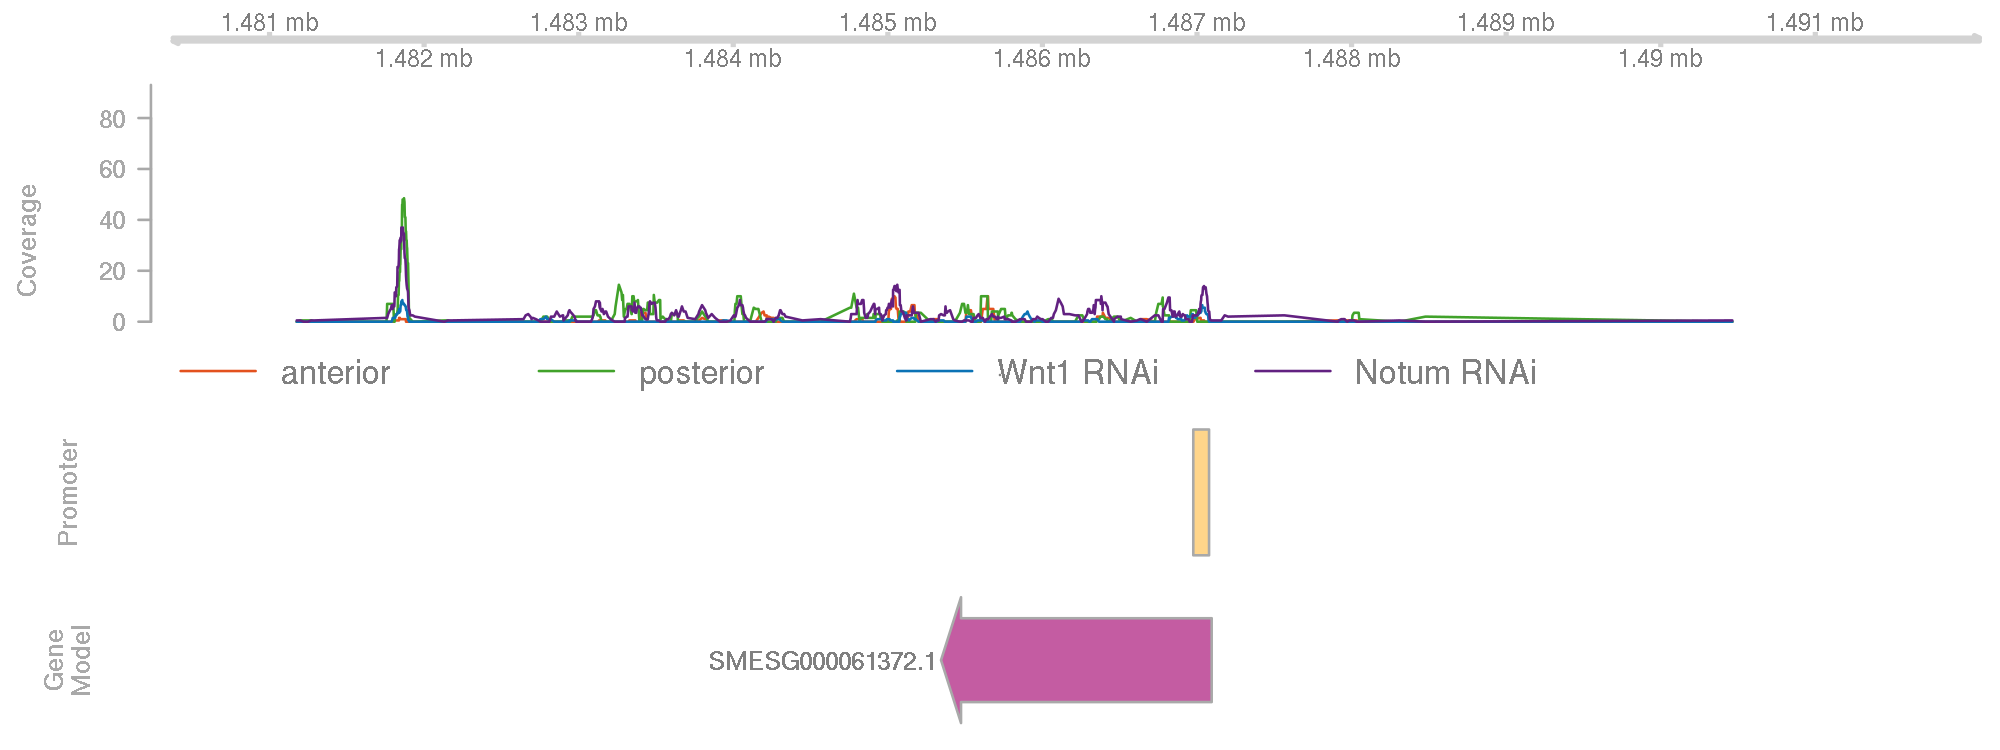 1.481 mb 1.483 mb 1.485 mb 1.487 mb 1.489 mb 1.491 mb
1.482 mb 1.484 mb 1.486 mb 1.488 mb 1.49 mb
Coverage
80
60
40
20
0
anterior posterior Wnt1 RNAi Notum RNAi
Promoter
Gene
Model
SMESG000061372.1